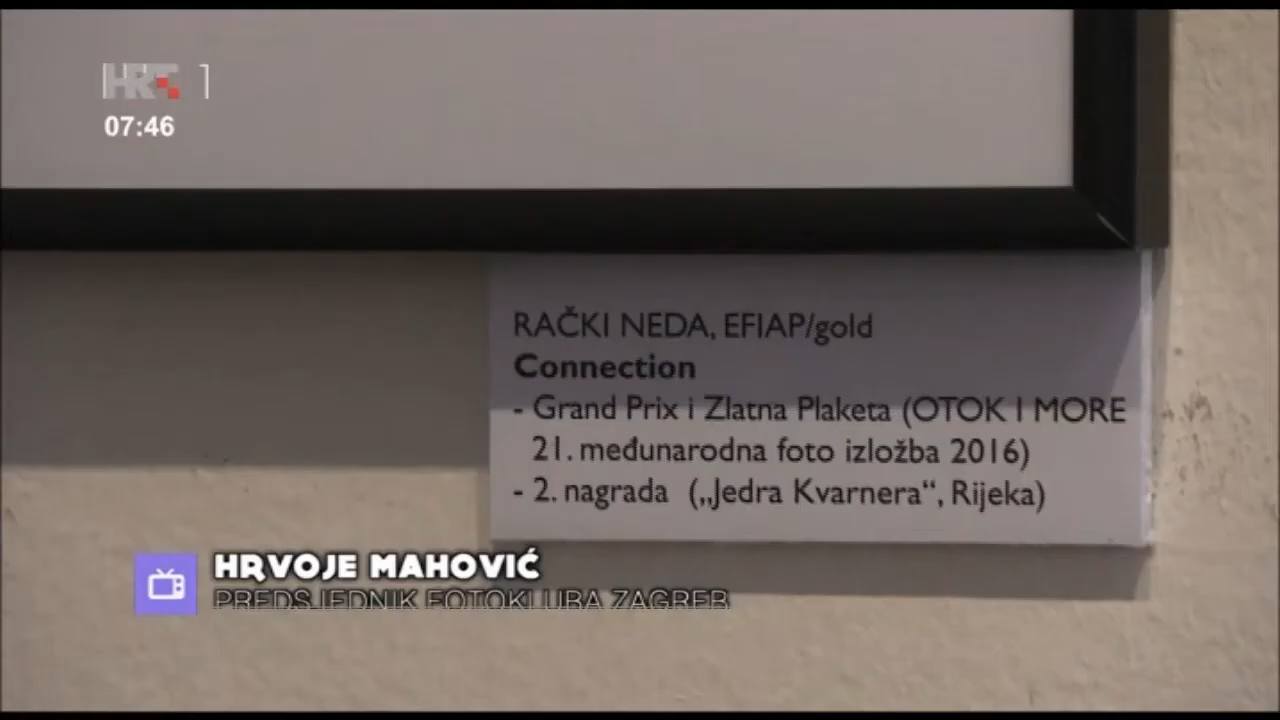 HRT 1
07:46
RAČKI NEDA, EFIAP/gold
Connection
- Grand Prix i Zlatna Plaketa (OTOK I MORE
21. međunarodna foto izložba 2016)
- 2. nagrada („Jedra Kvarnera“, Rijeka)
HRVOJE MAHOVIĆ
PREDSJEDNIK FOTOKLUBA ZAGREB